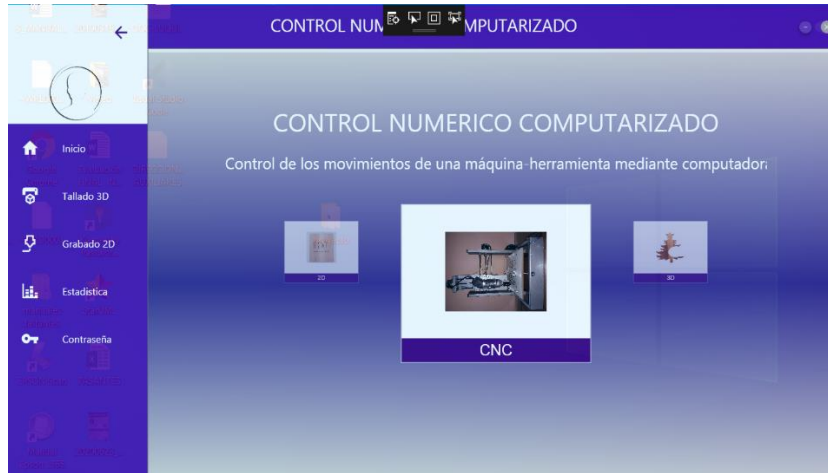 CONTROL NUM MPUTARIZADO
CONTROL NUMERICO COMPUTARIZADO
Control de los movimientos de una máquina-herramienta mediante computador
Inicio
Tallado 3D
Grabado 2D
Estadistica
Contraseña
2D
CNC
3D